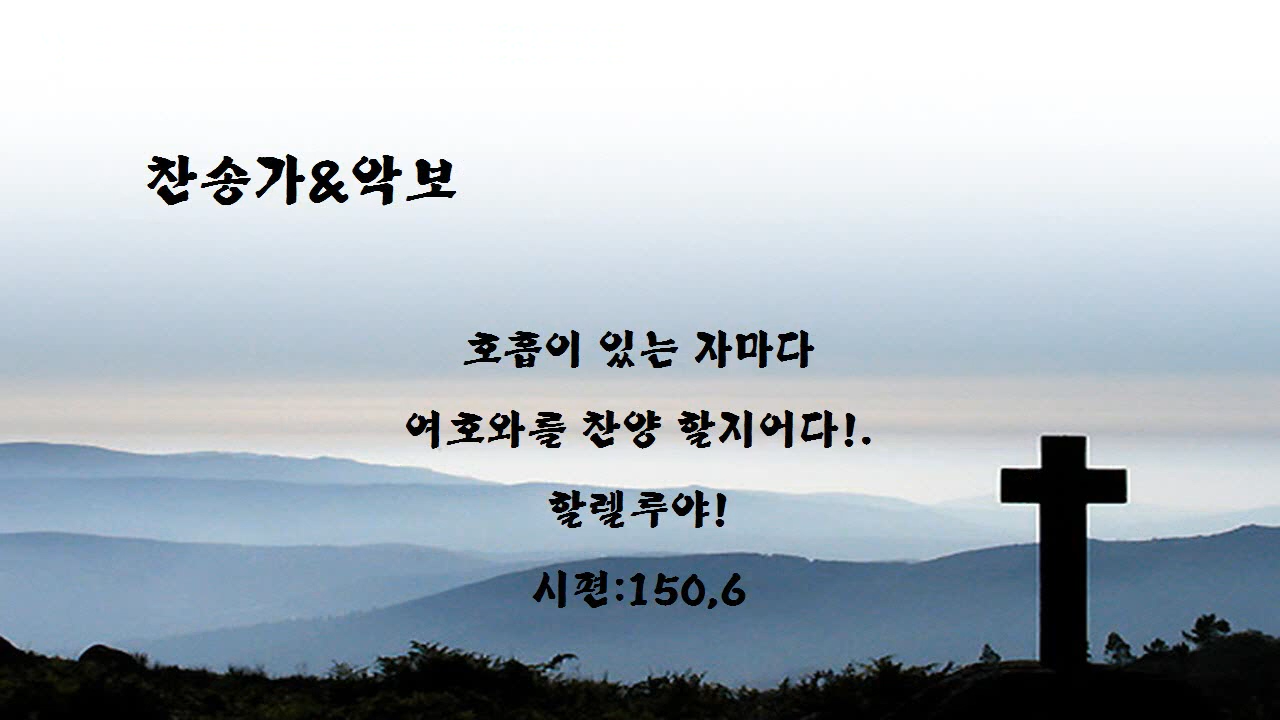 찬송가&악보
호흡이 있는 자마다
여호와를 찬양 할지어다!.
할렐루야!
시편:150,6